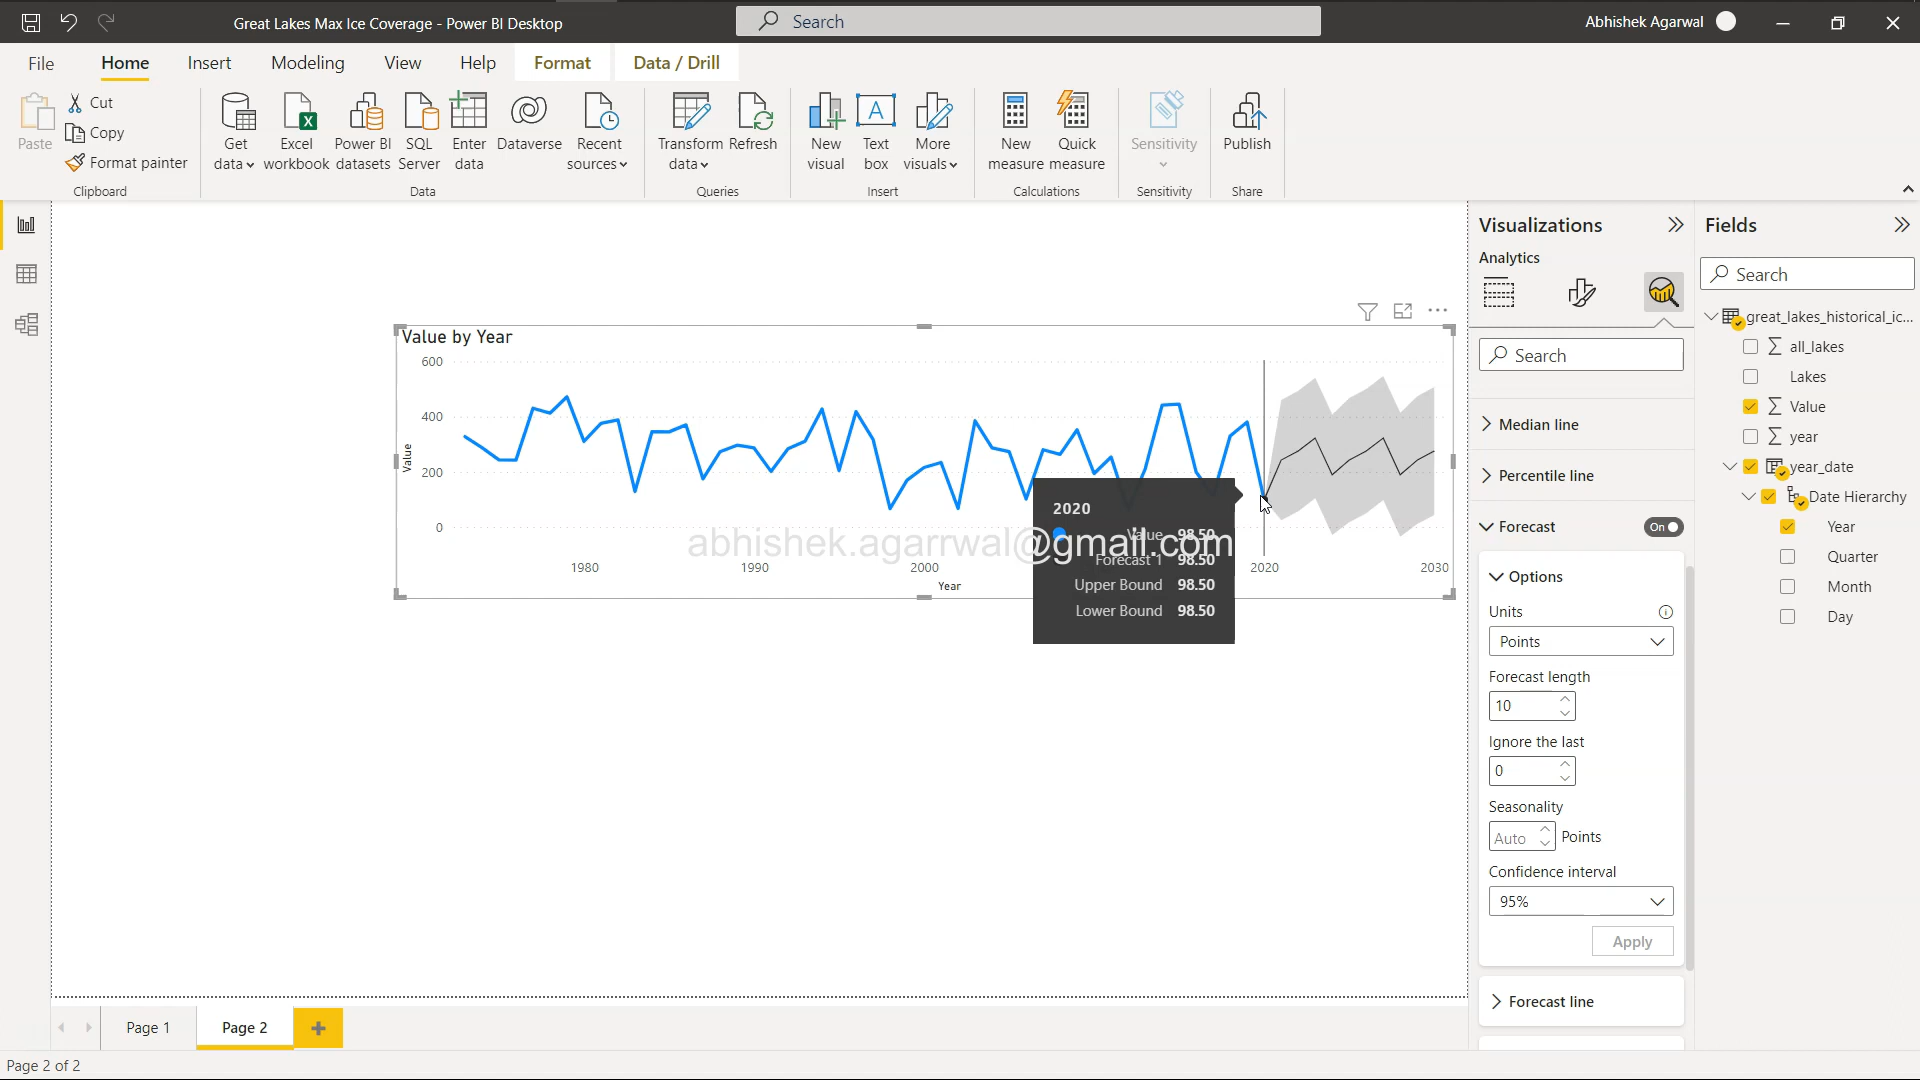 Great Lakes Max Ice Coverage - Power BI Desktop
Search
Abhishek Agarwal
File
Home
Insert
Modeling
View
Help
Format
Data / Drill
Paste
Cut
Copy
Format painter
Clipboard
Get data
Excel workbook
Power BI datasets
SQL Server
Enter data
Dataverse
Recent sources
Data
Transform data
Refresh
Queries
New visual
Text box
More visuals
Insert
New measure
Quick measure
Calculations
Sensitivity
Sensitivity
Publish
Share
Value by Year
600
400
200
0
Value
1980
1990
2000
2020
2030
Year
2020
Value 98.50
Forecast 1 98.50
Upper Bound 98.50
Lower Bound 98.50
abhishek.agarrwal@gmail.com
Visualizations
Analytics
Search
Median line
Percentile line
Forecast
On
Options
Units
Points
Forecast length
10
Ignore the last
0
Seasonality
Auto
Points
Confidence interval
95%
Apply
Forecast line
Fields
Search
great_lakes_historical_ic...
all_lakes
Lakes
Value
year
year_date
Date Hierarchy
Year
Quarter
Month
Day
Page 1
Page 2
Page 2 of 2